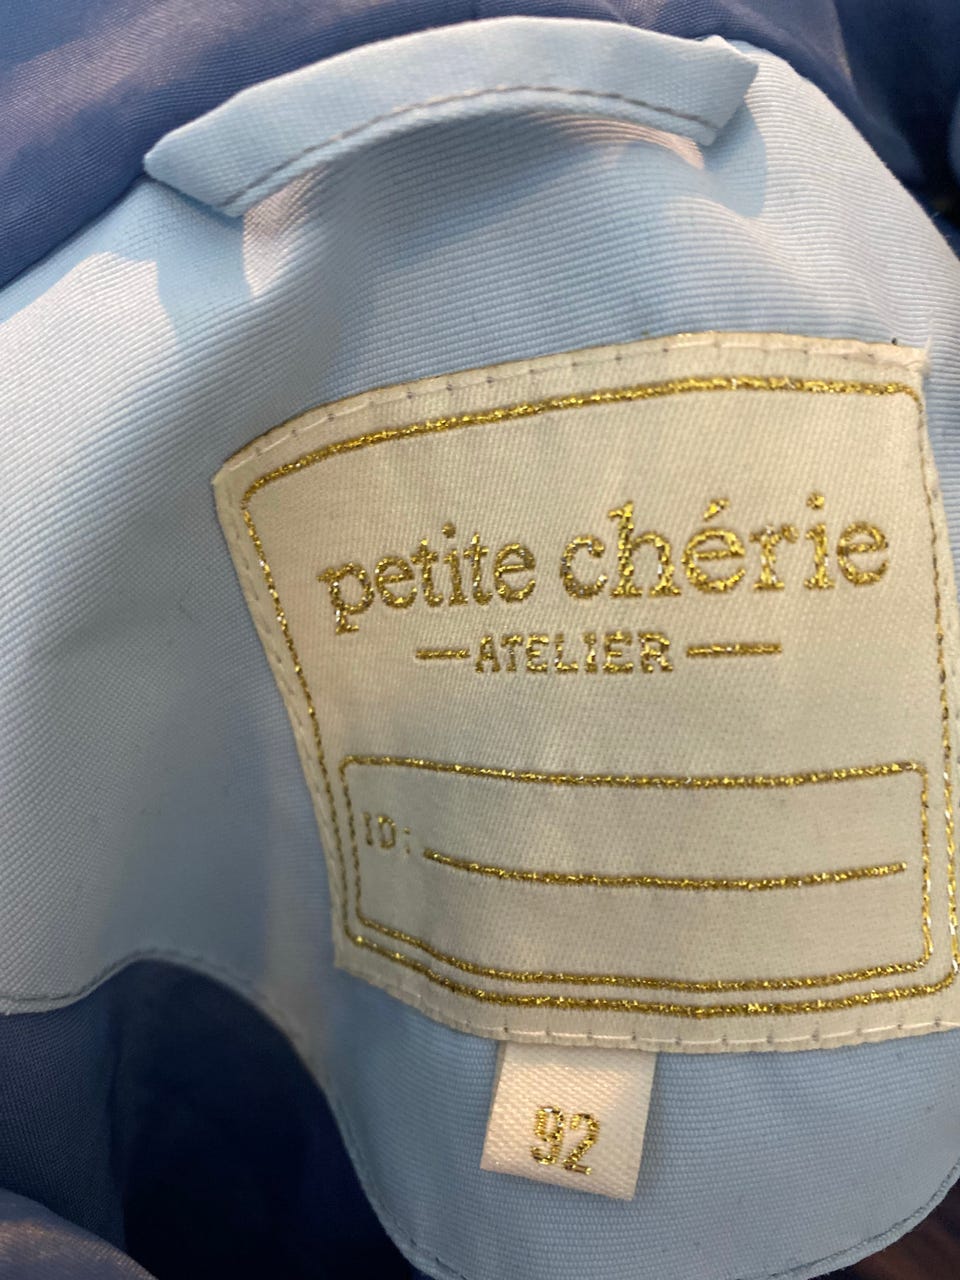 petite chérie
ATELIER
ID:
92